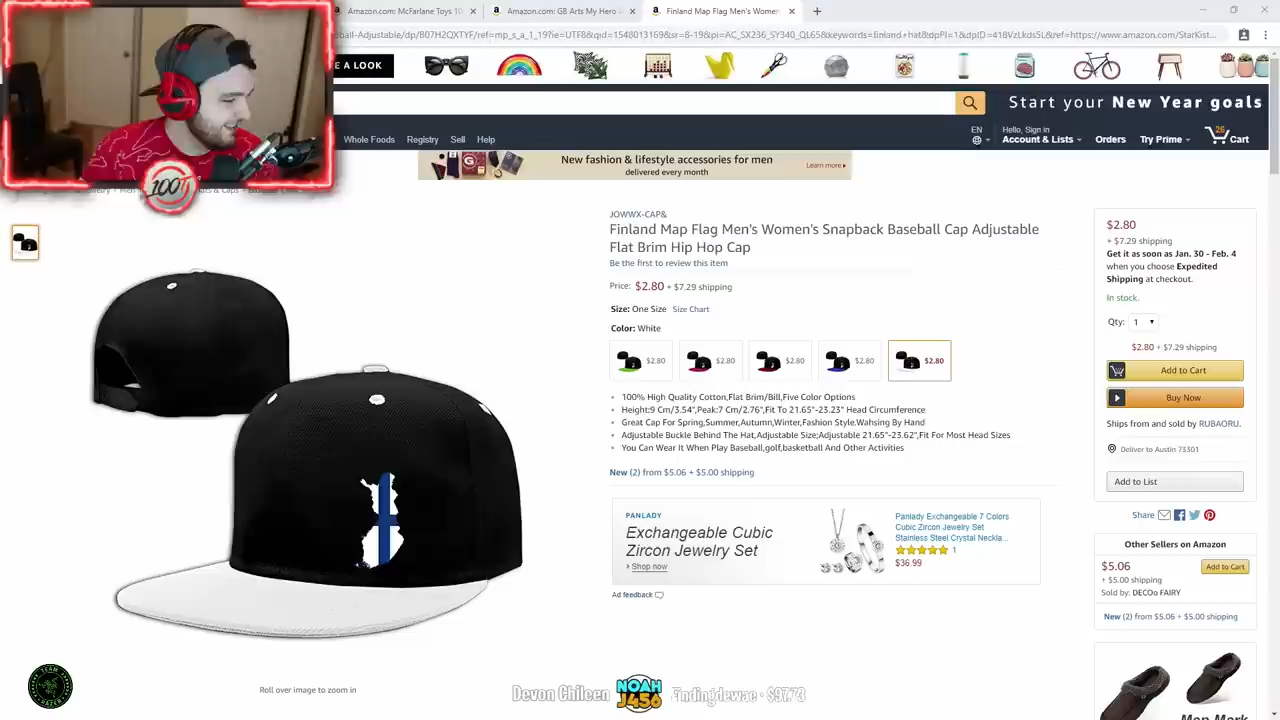 Amazon.com: McFarlane Toys 10
Amazon.com: GB Arts My Hero A
Finland Map Flag Men's Women
E A LOOK
Start your New Year goals
Whole Foods Registry Sell Help
EN
Hello, Sign in
Account & Lists
Orders
Try Prime
26
Cart
New fashion & lifestyle accessories for men
delivered every month
Learn more
100T
JOWWX-CAP&
Finland Map Flag Men's Women's Snapback Baseball Cap Adjustable
Flat Brim Hip Hop Cap
Be the first to review this item
Price: $2.80 + $7.29 shipping
Size: One Size Size Chart
Color: White
$2.80 $2.80 $2.80 $2.80 $2.80
100% High Quality Cotton,Flat Brim/Bill,Five Color Options
Height:9 Cm/3.54",Peak:7 Cm/2.76",Fit To 21.65"-23.23" Head Circumference
Great Cap For Spring,Summer,Autumn,Winter,Fashion Style.Wahsing By Hand
Adjustable Buckle Behind The Hat,Adjustable Size;Adjustable 21.65"-23.62",Fit For Most Head Sizes
You Can Wear It When Play Baseball,golf,basketball And Other Activities
New (2) from $5.06 + $5.00 shipping
PANLADY
Exchangeable Cubic
Zircon Jewelry Set
Shop now
Panlady Exchangeable 7 Colors
Cubic Zircon Jewelry Set
Stainless Steel Crystal Neckla...
1
$36.99
Ad feedback
$2.80
+ $7.29 shipping
Get it as soon as Jan. 30 - Feb. 4
when you choose Expedited
Shipping at checkout.
In stock.
Qty: 1
$2.80 + $7.29 shipping
Add to Cart
Buy Now
Ships from and sold by RUBAORU.
Deliver to Austin 73301
Add to List
Share
Other Sellers on Amazon
$5.06
+ $5.00 shipping
Add to Cart
Sold by: DECOo FAIRY
New (2) from $5.06 + $5.00 shipping
Roll over image to zoom in
TEAM
RAZER
Devon Chileen
NOAH
J456
Findingdewae · $97.73